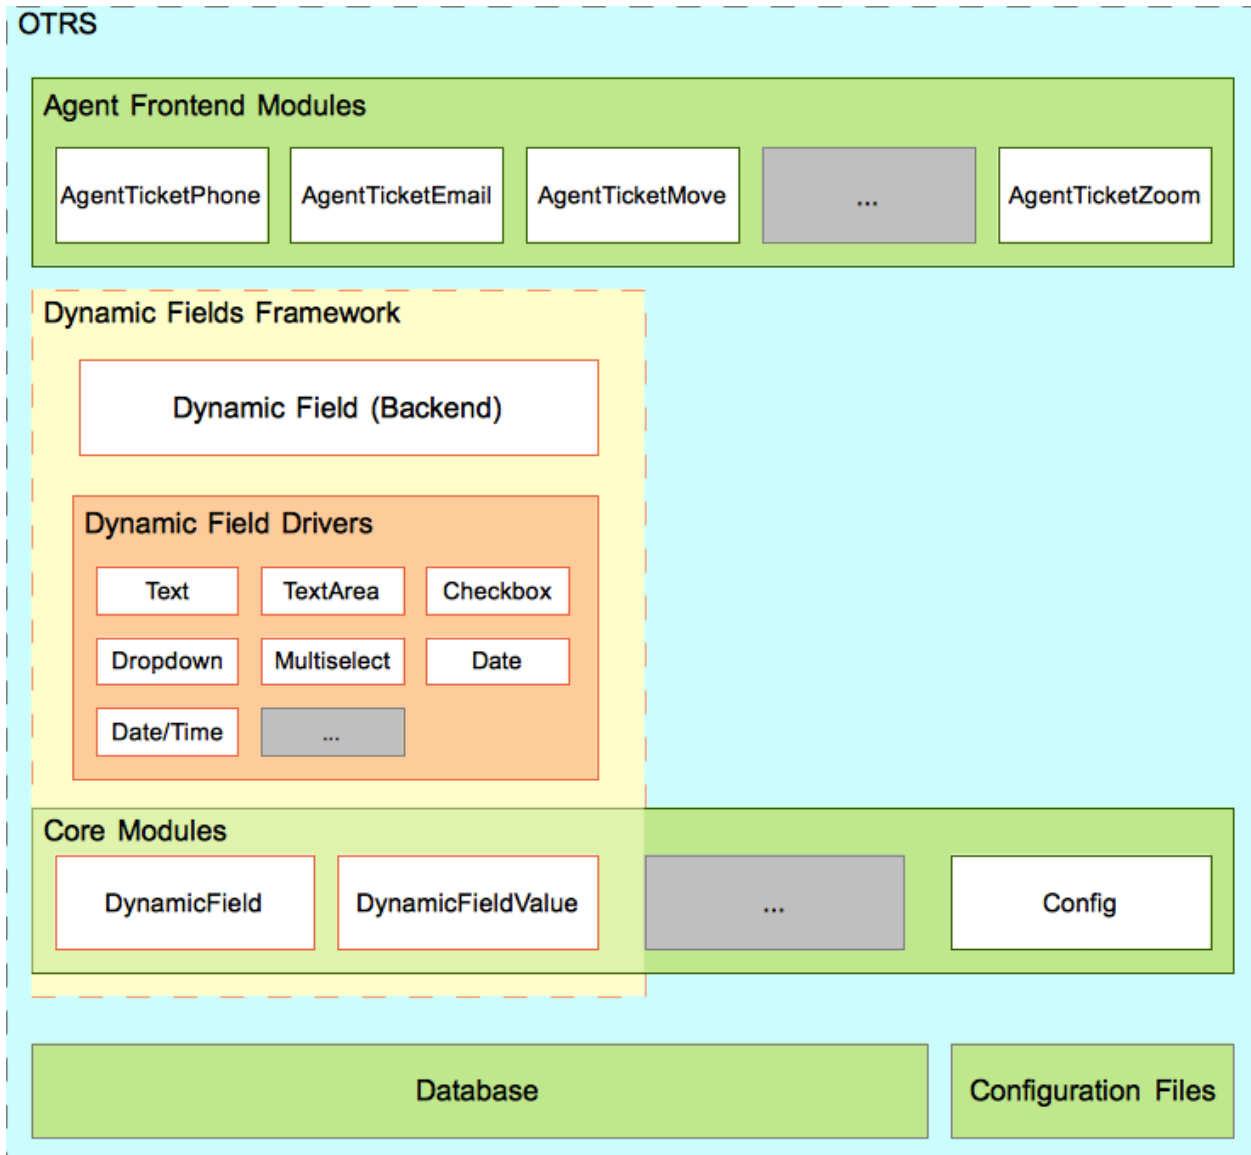 OTRS
Agent Frontend Modules
AgentTicketPhone
AgentTicketEmail
AgentTicketMove
...
AgentTicketZoom
Dynamic Fields Framework
Dynamic Field (Backend)
Dynamic Field Drivers
Text
TextArea
Checkbox
Dropdown
Multiselect
Date
Date/Time
...
Core Modules
DynamicField
DynamicFieldValue
...
Config
Database
Configuration Files